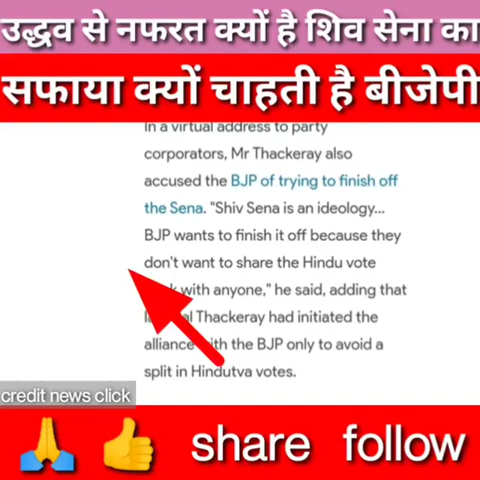 उद्धव से नफरत क्यों है शिव सेना का
सफाया क्यों चाहती है बीजेपी
In a virtual address to party
corporators, Mr Thackeray also
accused the BJP of trying to finish off
the Sena. "Shiv Sena is an ideology...
BJP wants to finish it off because they
don't want to share the Hindu vote
with anyone," he said, adding that
Thackeray had initiated the
alliance with the BJP only to avoid a
split in Hindutva votes.
credit news click
share follow